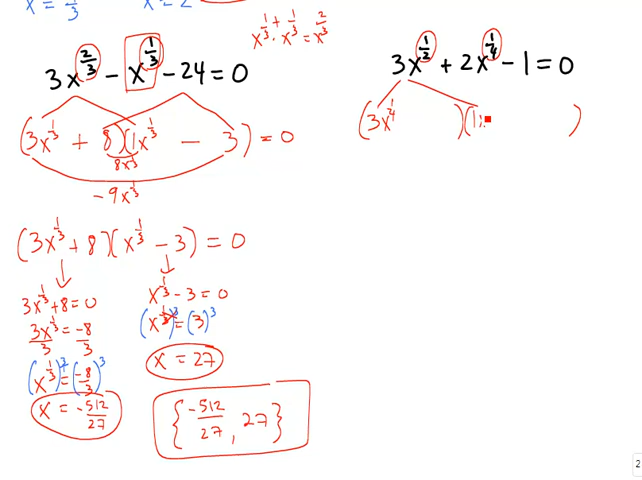 x = 2/3
x^(1/3) · x^(1/3) = x^(2/3)
1/3 + 1/3
3x^(2/3) - x^(1/3) - 24 = 0
(3x^(1/3) + 8)(1x^(1/3) - 3) = 0
8x^(1/3)
-9x^(1/3)
(3x^(1/3) + 8)(x^(1/3) - 3) = 0
3x^(1/3) + 8 = 0
3x^(1/3)/3 = -8/3
(x^(1/3))^3 = (-8/3)^3
x = -512/27
x^(1/3) - 3 = 0
(x^(1/3))^3 = (3)^3
x = 27
{-512/27, 27}
3x^(1/2) + 2x^(1/4) - 1 = 0
(3x^(1/4) )(1x )
2